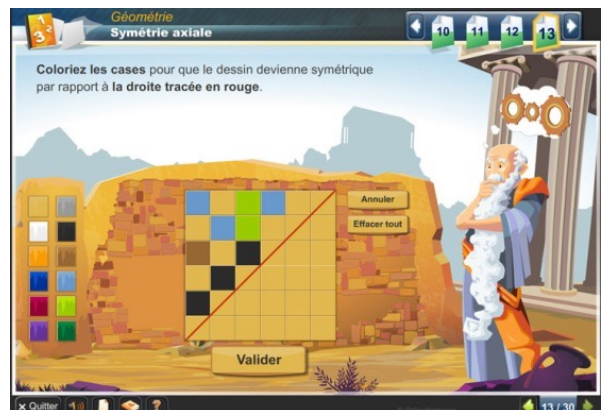 Géométrie
Symétrie axiale
10 11 12 13
Coloriez les cases pour que le dessin devienne symétrique
par rapport à la droite tracée en rouge.
Annuler
Effacer tout
Valider
x Quitter
?
13 / 30